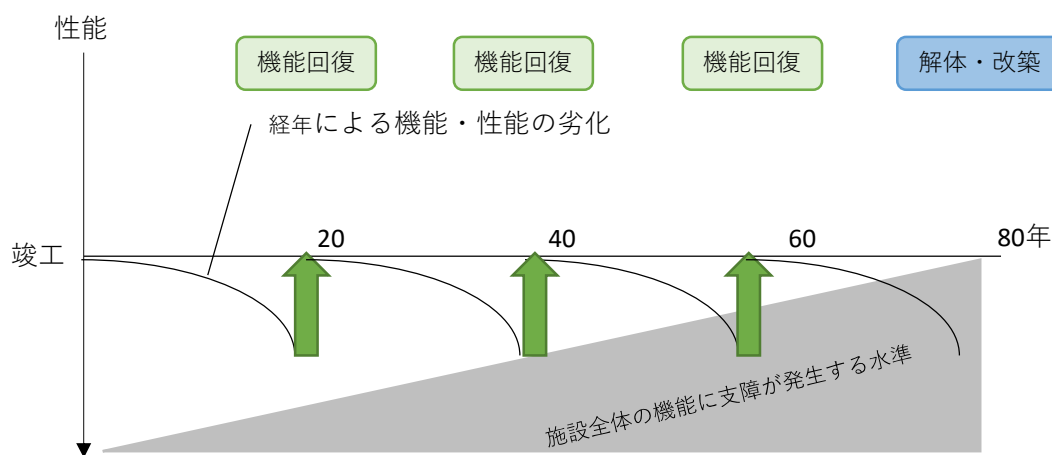 性能
機能回復
機能回復
機能回復
解体・改築
経年による機能・性能の劣化
竣工
20
40
60
80年
施設全体の機能に支障が発生する水準